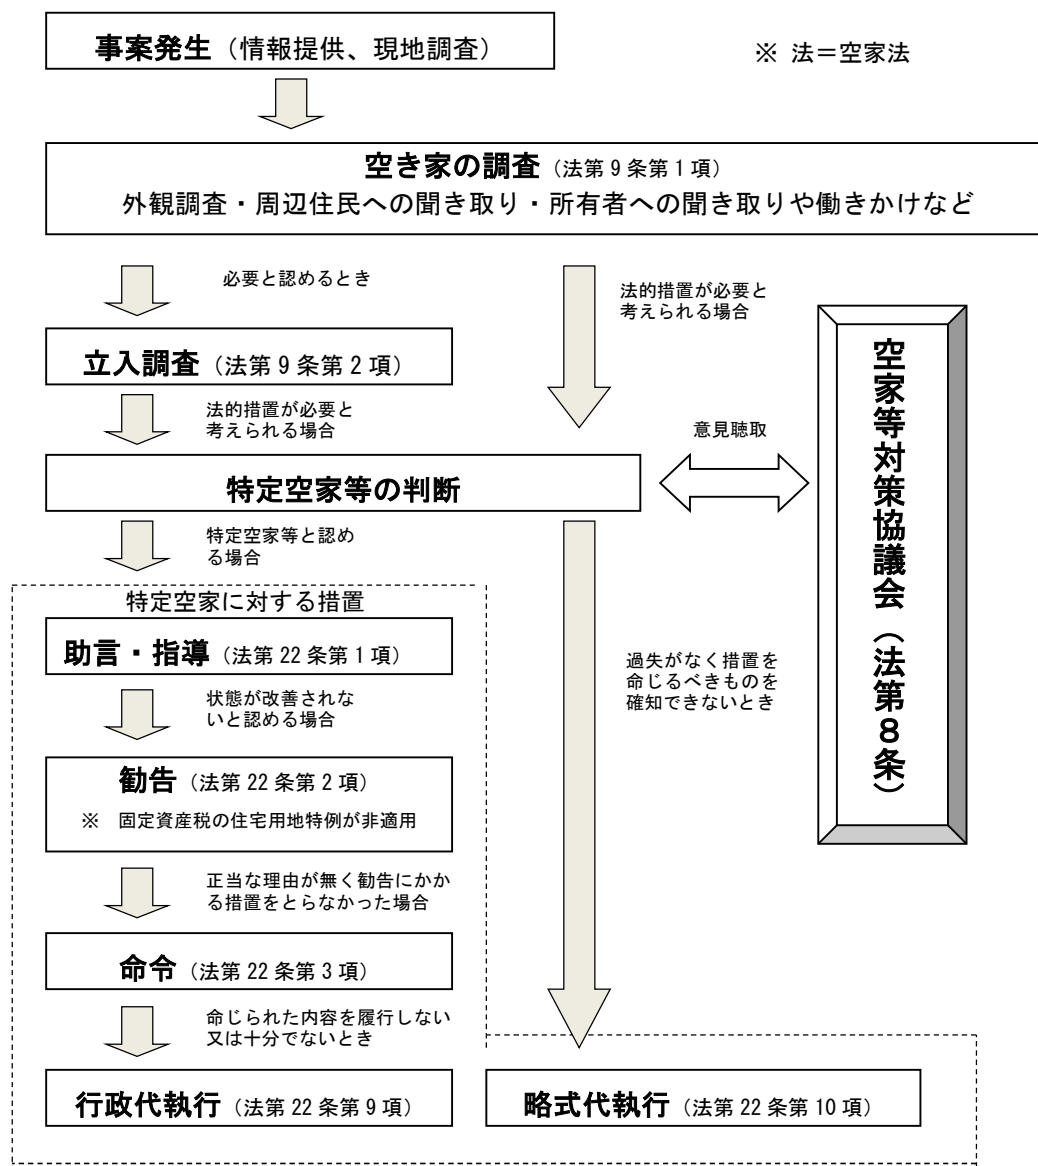 事案発生（情報提供、現地調査）
※ 法＝空家法
空き家の調査（法第９条第１項）
外観調査・周辺住民への聞き取り・所有者への聞き取りや働きかけなど
必要と認めるとき
法的措置が必要と
考えられる場合
立入調査（法第 9 条第 2 項）
法的措置が必要と
考えられる場合
意見聴取
特定空家等の判断
空家等対策協議会（法第８条）
特定空家等と認め
る場合
特定空家に対する措置
助言・指導（法第 22 条第 1 項）
状態が改善されな
いと認める場合
過失がなく措置を
命じるべきものを
確知できないとき
勧告（法第 22 条第 2 項）
※　固定資産税の住宅用地特例が非適用
正当な理由が無く勧告にかか
る措置をとらなかった場合
命令（法第 22 条第 3 項）
命じられた内容を履行しない
又は十分でないとき
行政代執行（法第 22 条第 9 項）
略式代執行（法第 22 条第 10 項）